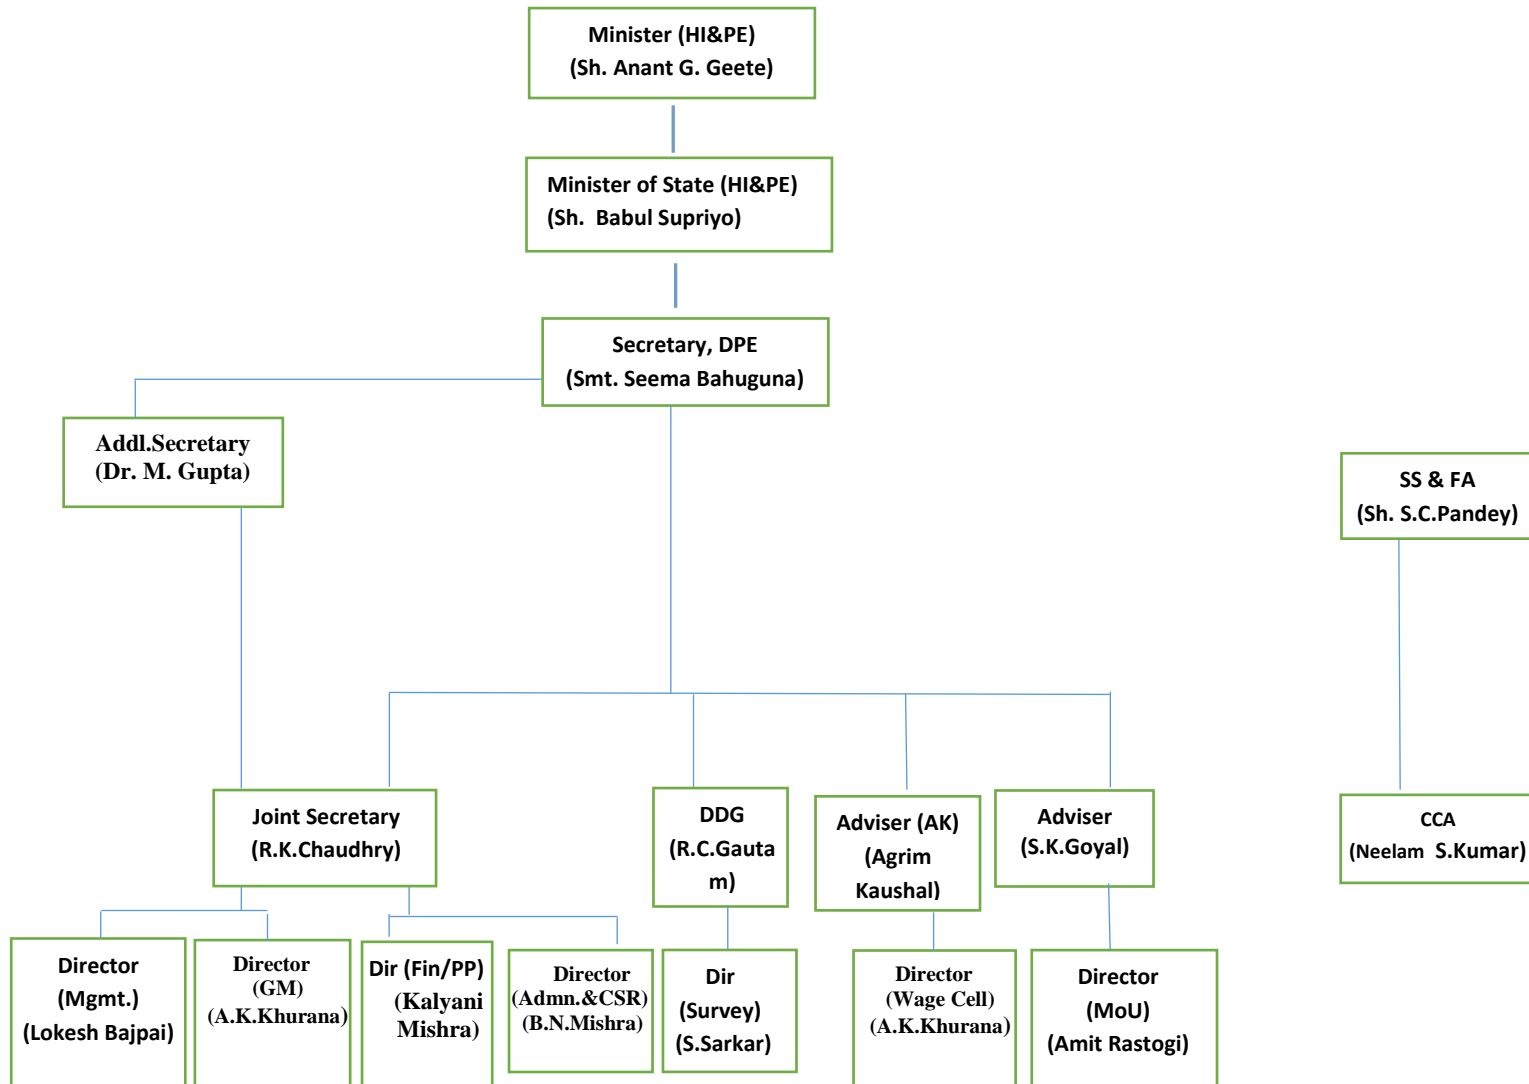 Minister (HI&PE)
(Sh. Anant G. Geete)
Minister of State (HI&PE)
(Sh. Babul Supriyo)
Secretary, DPE
(Smt. Seema Bahuguna)
Addl.Secretary
(Dr. M. Gupta)
SS & FA
(Sh. S.C.Pandey)
Joint Secretary
(R.K.Chaudhry)
DDG
(R.C.Gauta
m)
Adviser (AK)
(Agrim
Kaushal)
Adviser
(S.K.Goyal)
CCA
(Neelam S.Kumar)
Director
(Mgmt.)
(Lokesh Bajpai)
Director
(GM)
(A.K.Khurana)
Dir (Fin/PP)
(Kalyani
Mishra)
Director
(Admn.&CSR)
(B.N.Mishra)
Dir
(Survey)
(S.Sarkar)
Director
(Wage Cell)
(A.K.Khurana)
Director
(MoU)
(Amit Rastogi)